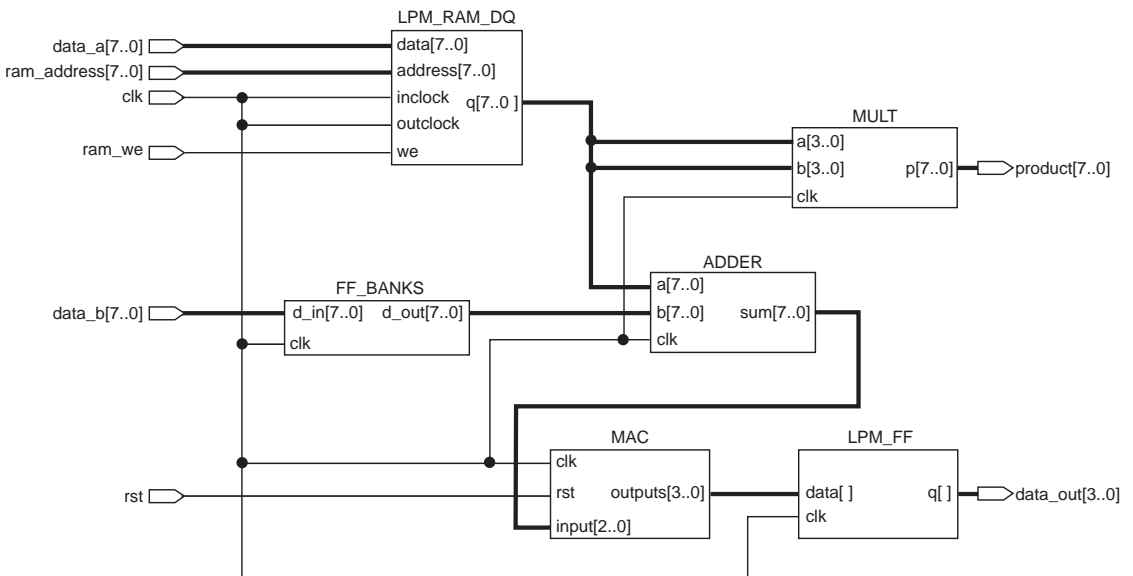 LPM_RAM_DQ
data_a[7..0]
data[7..0]
ram_address[7..0]
address[7..0]
clk
inclock
q[7..0 ]
outclock
ram_we
we
MULT
a[3..0]
b[3..0]
p[7..0]
product[7..0]
clk
ADDER
a[7..0]
b[7..0]
sum[7..0]
clk
FF_BANKS
data_b[7..0]
d_in[7..0]
d_out[7..0]
clk
MAC
clk
rst
rst
outputs[3..0]
input[2..0]
LPM_FF
data[ ]
q[ ]
data_out[3..0]
clk